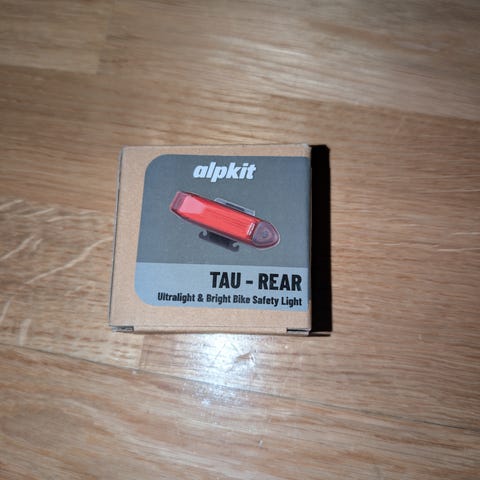 alpkit
TAU - REAR
Ultralight & Bright Bike Safety Light